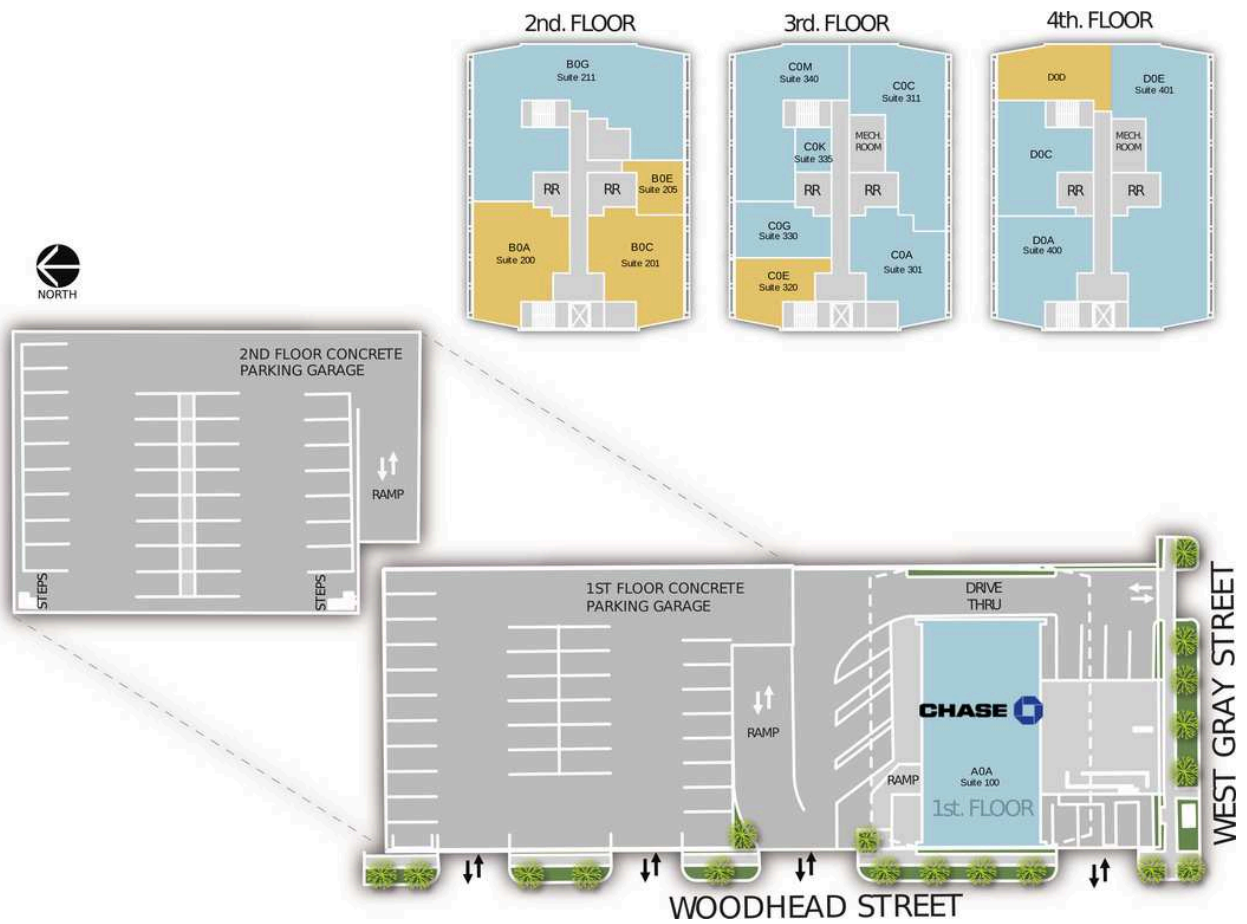 2nd. FLOOR
3rd. FLOOR
4th. FLOOR
B0G
Suite 211
RR
RR
B0E
Suite 205
B0A
Suite 200
B0C
Suite 201
C0M
Suite 340
C0C
Suite 311
MECH.
ROOM
C0K
Suite 335
RR
RR
C0G
Suite 330
C0A
Suite 301
C0E
Suite 320
D0D
D0E
Suite 401
MECH.
ROOM
D0C
RR
RR
D0A
Suite 400
NORTH
2ND FLOOR CONCRETE
PARKING GARAGE
RAMP
STEPS
STEPS
1ST FLOOR CONCRETE
PARKING GARAGE
DRIVE
THRU
RAMP
CHASE
RAMP
A0A
Suite 100
1st. FLOOR
WEST GRAY STREET
WOODHEAD STREET